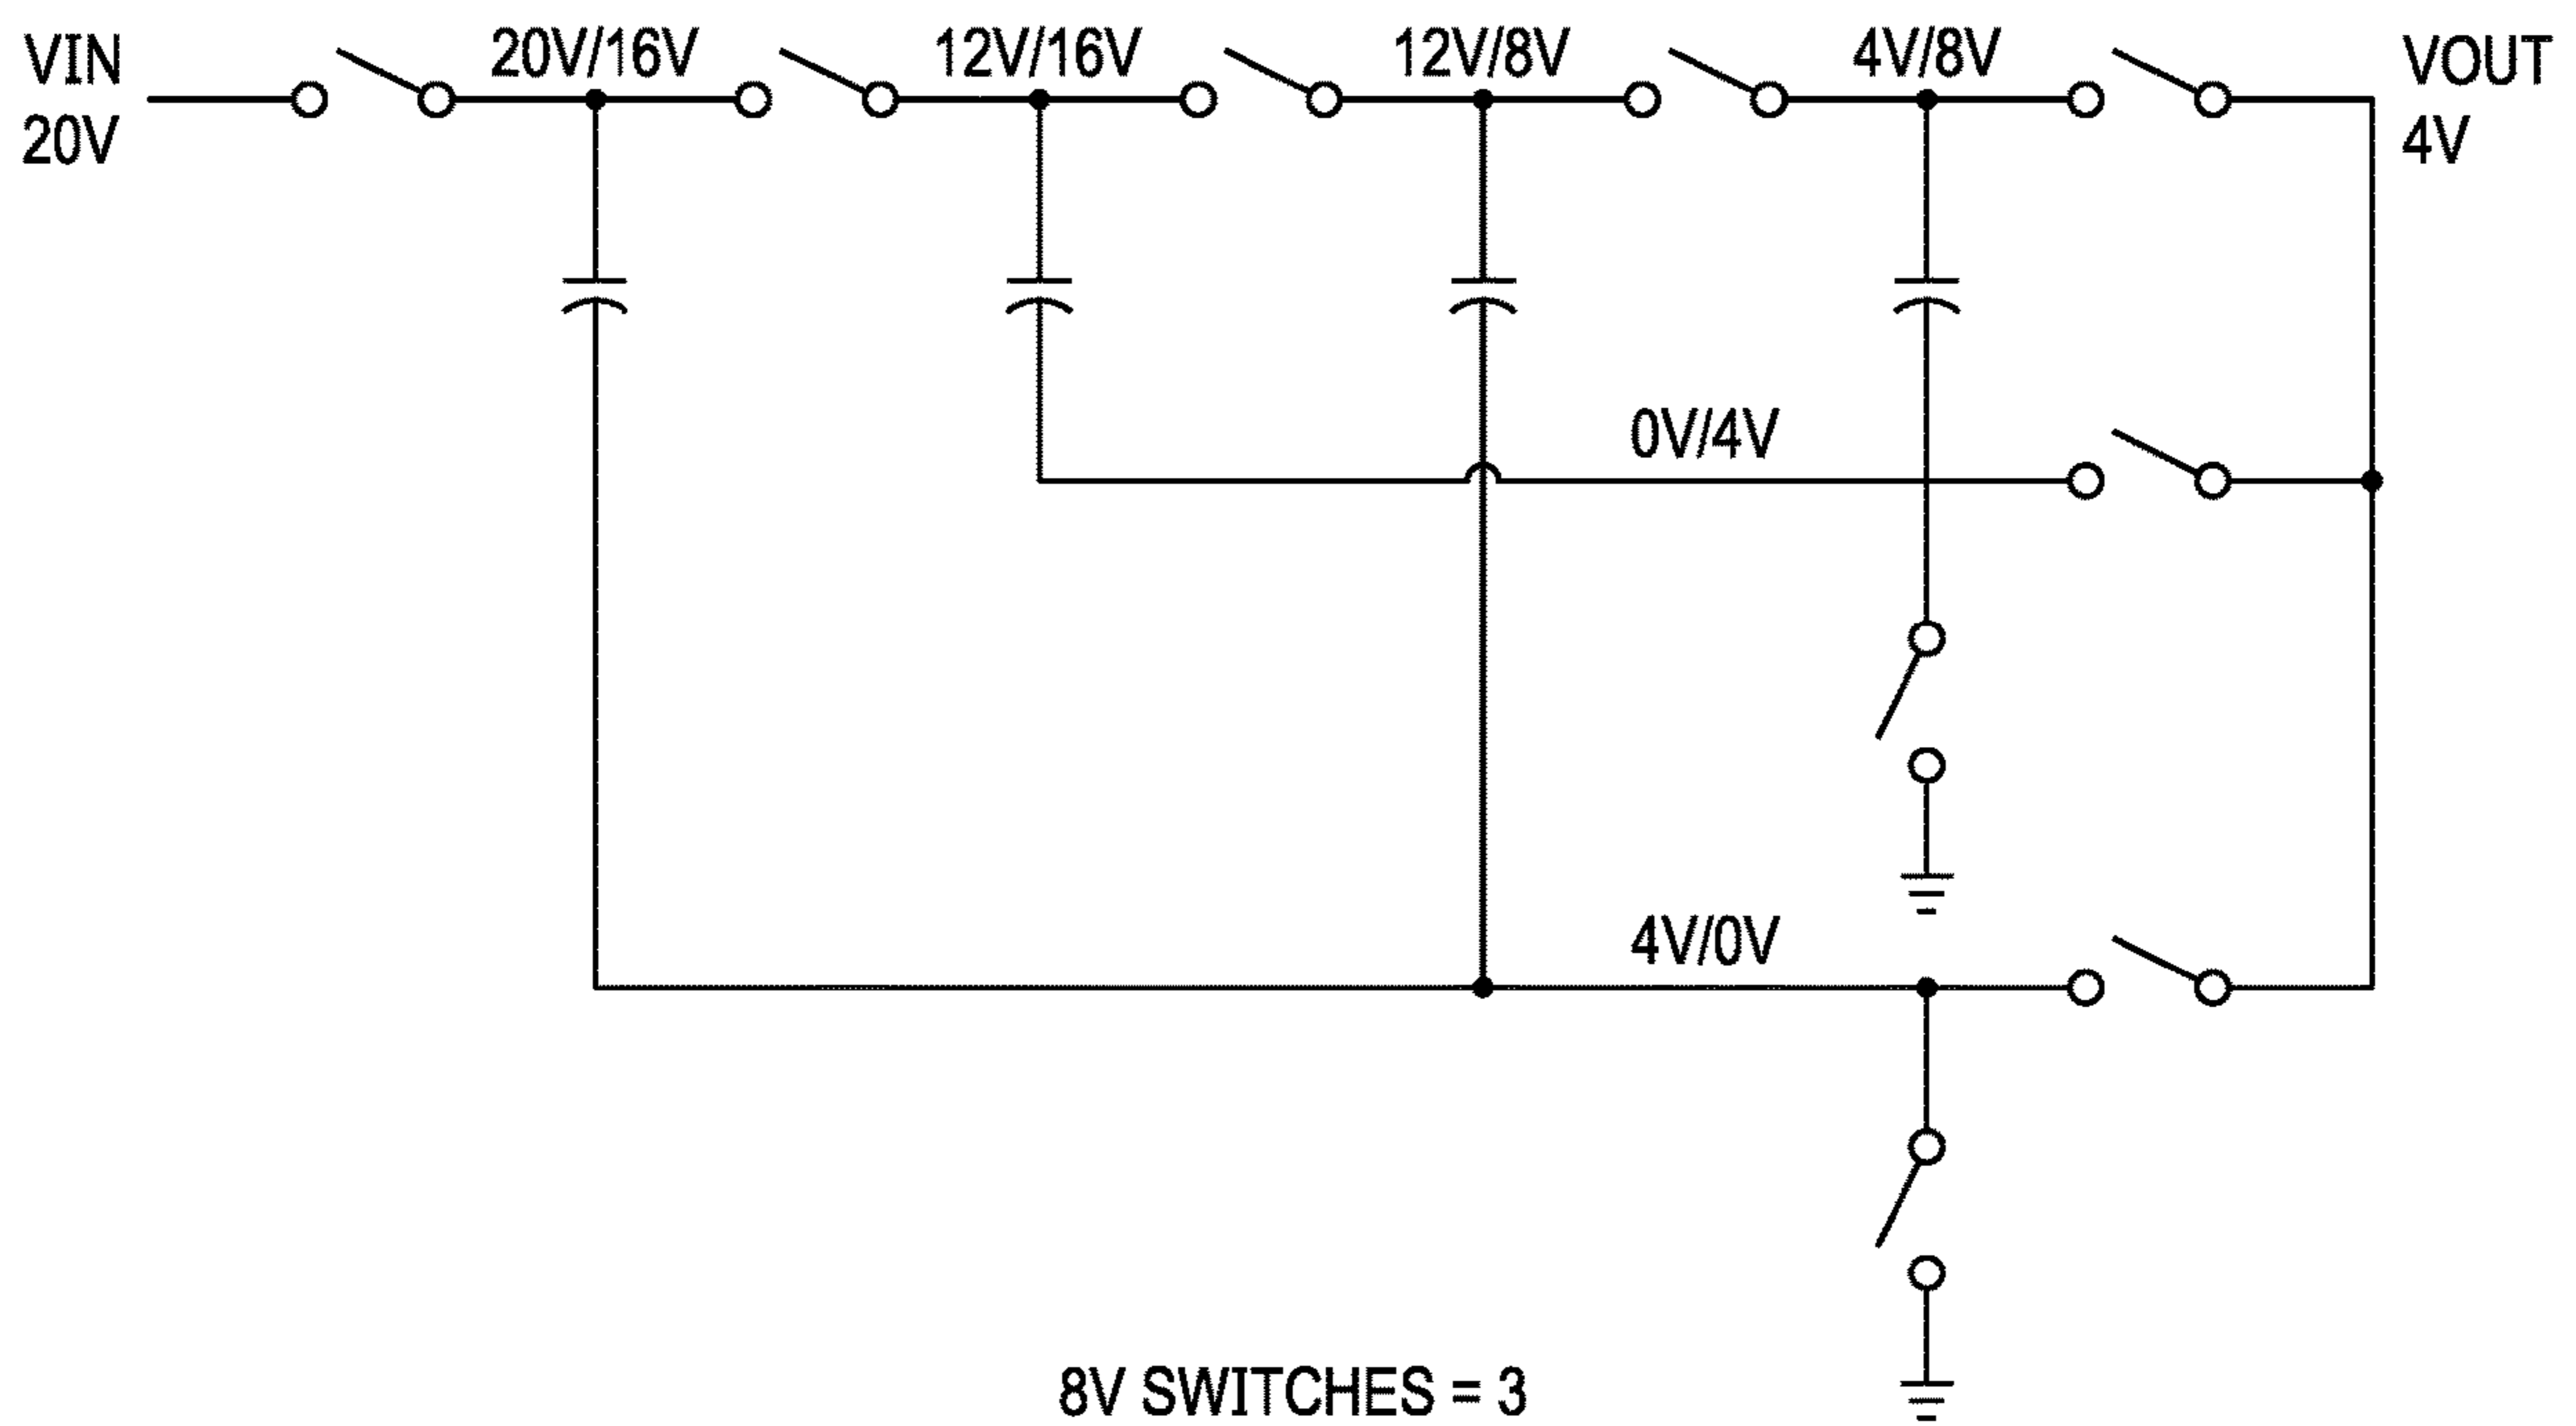 VIN
20V
20V/16V
12V/16V
12V/8V
4V/8V
VOUT
4V
0V/4V
4V/0V
8V SWITCHES = 3